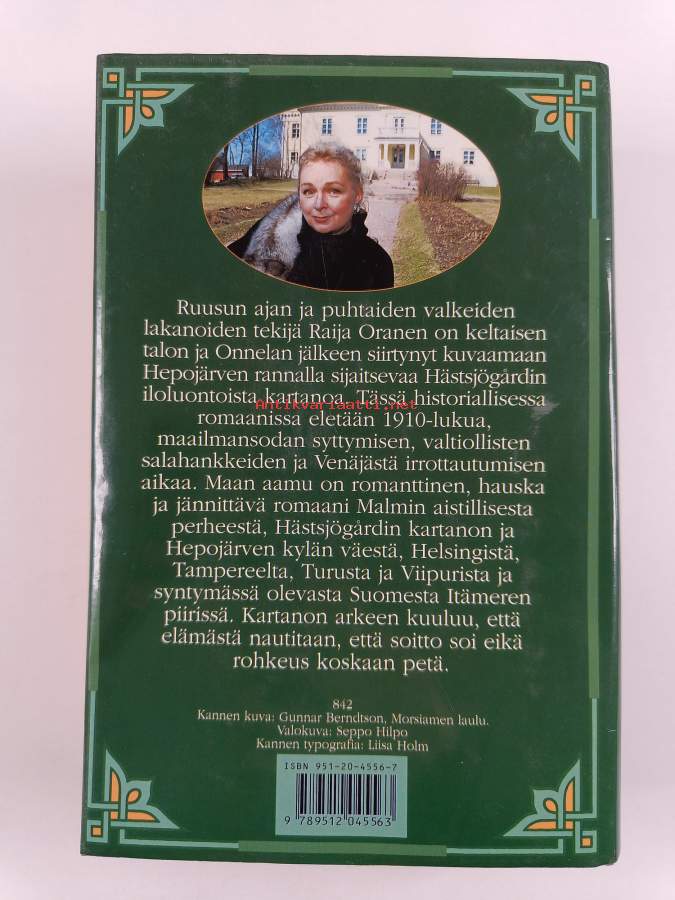 Ruusun ajan ja puhtaiden valkeiden
lakanoiden tekijä Raija Oranen on keltaisen
talon ja Onnelan jälkeen siirtynyt kuvaamaan
Hepojärven rannalla sijaitsevaa Hästsjögårdin
iloluontoista kartanoa. Tässä historiallisessa
Antikvariaatti.net
romaanissa eletään 1910-lukua,
maailmansodan syttymisen, valtiollisten
salahankkeiden ja Venäjästä irrottautumisen
aikaa. Maan aamu on romanttinen, hauska
ja jännittävä romaani Malmin aistillisesta
perheestä, Hästsjögårdin kartanon ja
Hepojärven kylän väestä, Helsingistä,
Tampereelta, Turusta ja Viipurista ja
syntymässä olevasta Suomesta Itämeren
piirissä. Kartanon arkeen kuuluu, että
elämästä nautitaan, että soitto soi eikä
rohkeus koskaan petä.
842
Kannen kuva: Gunnar Berndtson, Morsiamen laulu.
Valokuva: Seppo Hilpo
Kannen typografia: Liisa Holm
ISBN 951-20-4556-7
9 789512 045563